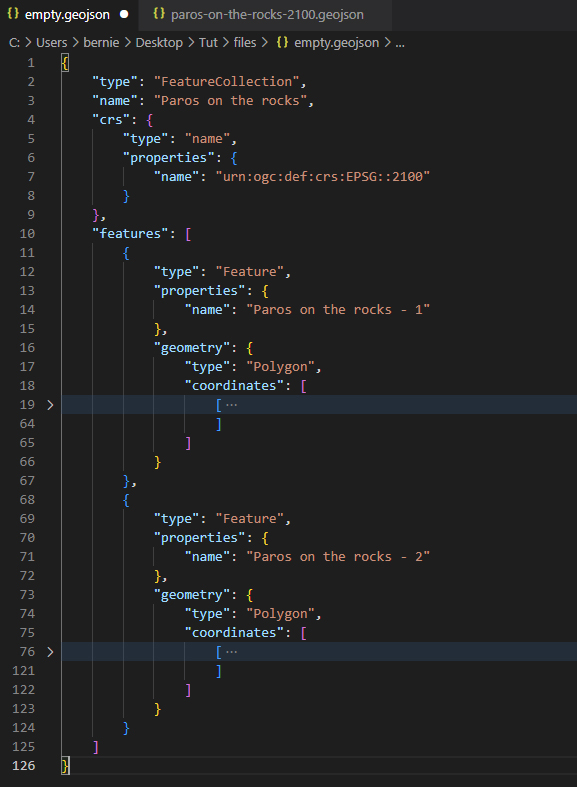 {} empty.geojson ● {} paros-on-the-rocks-2100.geojson
C: > Users > bernie > Desktop > Tut > files > {} empty.geojson > ...
1 {
2 "type": "FeatureCollection",
3 "name": "Paros on the rocks",
4 "crs": {
5 "type": "name",
6 "properties": {
7 "name": "urn:ogc:def:crs:EPSG::2100"
8 }
9 },
10 "features": [
11 {
12 "type": "Feature",
13 "properties": {
14 "name": "Paros on the rocks - 1"
15 },
16 "geometry": {
17 "type": "Polygon",
18 "coordinates": [
19 > [ ...
64 ]
65 ]
66 }
67 },
68 {
69 "type": "Feature",
70 "properties": {
71 "name": "Paros on the rocks - 2"
72 },
73 "geometry": {
74 "type": "Polygon",
75 "coordinates": [
76 > [ ...
121 ]
122 ]
123 }
124 }
125 ]
126 }